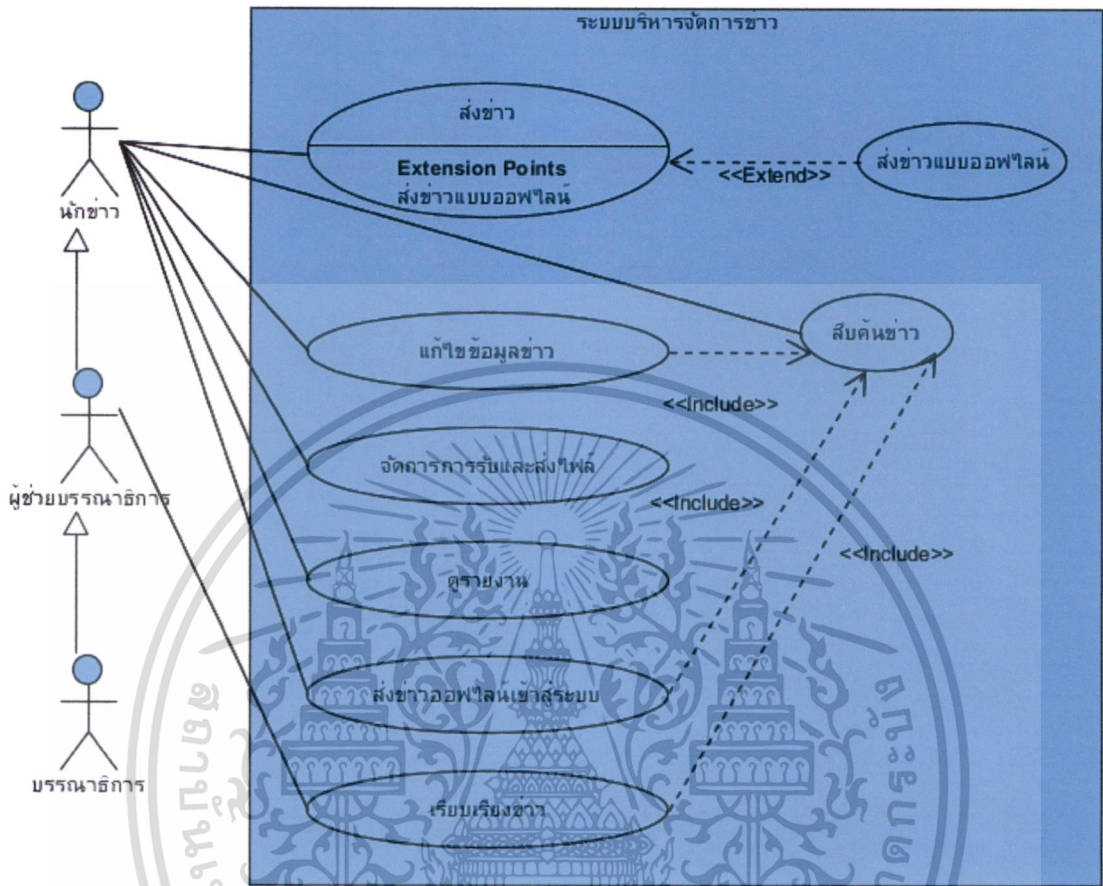 ระบบบริหารจัดการข่าว
ส่งข่าว
Extension Points
ส่งข่าวแบบออฟไลน์
<<Extend>>
ส่งข่าวแบบออฟไลน์
นักข่าว
สืบค้นข่าว
แก้ไขข้อมูลข่าว
<<Include>>
จัดการการรับและส่งไฟล์
<<Include>>
ผู้ช่วยบรรณาธิการ
<<Include>>
ดูรายงาน
ส่งข่าวออฟไลน์เข้าสู่ระบบ
บรรณาธิการ
เรียบเรียงข่าว